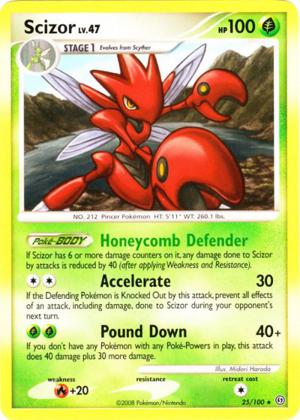 Scizor LV.47
HP 100
STAGE 1 Evolves from Scyther
NO. 212 Pincer Pokémon HT: 5'11" WT: 260.1 lbs.
Poké-BODY Honeycomb Defender
If Scizor has 6 or more damage counters on it, any damage done to Scizor
by attacks is reduced by 40 (after applying Weakness and Resistance).
Accelerate 30
If the Defending Pokémon is Knocked Out by this attack, prevent all effects of
an attack, including damage, done to Scizor during your opponent's
next turn.
Pound Down 40+
If your opponent doesn't have any Pokémon with any Poké-Powers in play, this attack
does 40 damage plus 30 more damage.
Illus. Midori Harada
weakness resistance retreat cost
+20
©2008 Pokémon/Nintendo 25/100 ★